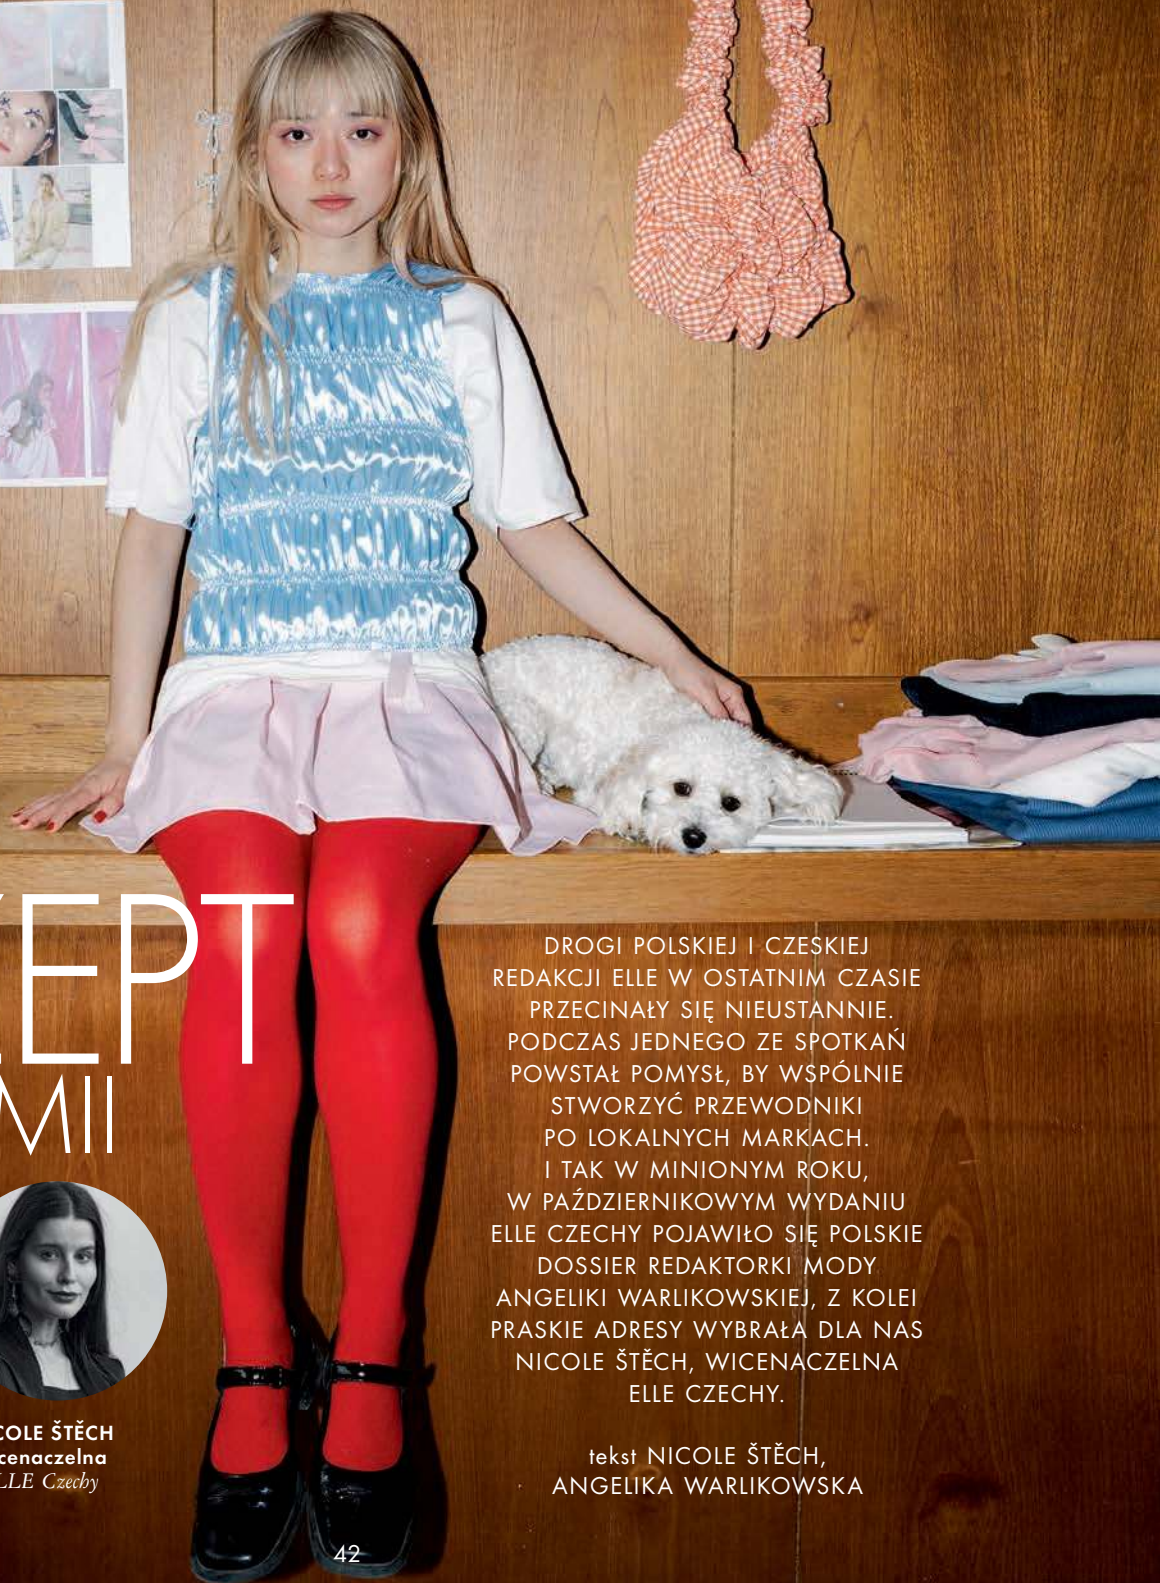 EPT
MII
COLE ŠTĚCH
cenaczelna
LLE Czechy
DROGI POLSKIEJ I CZESKIEJ
REDAKCJI ELLE W OSTATNIM CZASIE
PRZECINAŁY SIĘ NIEUSTANNIE.
PODCZAS JEDNEGO ZE SPOTKAŃ
POWSTAŁ POMYSŁ, BY WSPÓLNIE
STWORZYĆ PRZEWODNIKI
PO LOKALNYCH MARKACH.
I TAK W MINIONYM ROKU,
W PAŹDZIERNIKOWYM WYDANIU
ELLE CZECHY POJAWIŁO SIĘ POLSKIE
DOSSIER REDAKTORKI MODY
ANGELIKI WARLIKOWSKIEJ, Z KOLEI
PRASKIE ADRESY WYBRAŁA DLA NAS
NICOLE ŠTĚCH, WICENACZELNA
ELLE CZECHY.
tekst NICOLE ŠTĚCH,
ANGELIKA WARLIKOWSKA
42